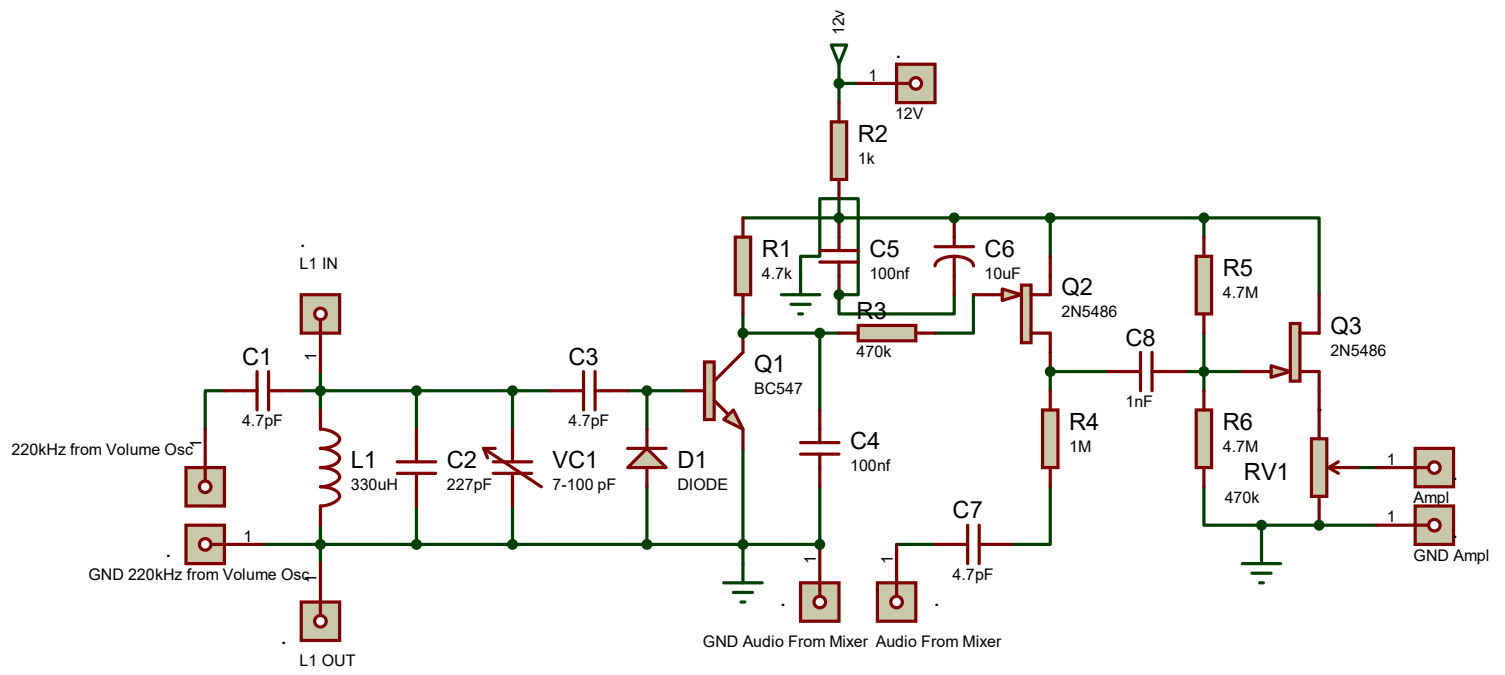 12v
1
12V
R2
1k
L1 IN
1
R1
4.7k
C5
100nf
C6
10uF
Q2
2N5486
R5
4.7M
Q3
2N5486
R3
470k
C1
4.7pF
C3
4.7pF
Q1
BC547
C8
1nF
220kHz from Volume Osc
1
L1
330uH
C2
227pF
VC1
7-100 pF
D1
DIODE
C4
100nf
R4
1M
R6
4.7M
RV1
470k
1
Ampl
1
GND Ampl
1
GND 220kHz from Volume Osc
1
L1 OUT
C7
4.7pF
1
GND Audio From Mixer
1
Audio From Mixer